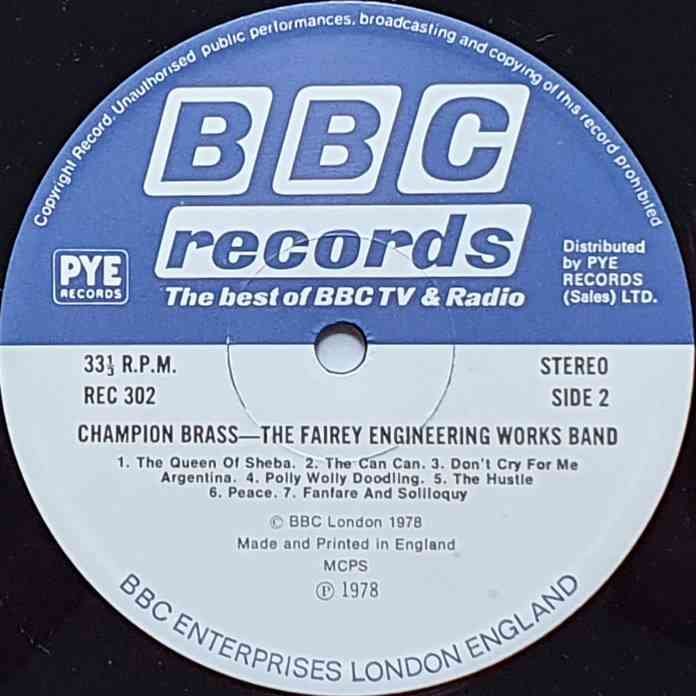 Copyright Record. Unauthorised public performances, broadcasting and copying of this record prohibited
BBC
records
The best of BBC TV & Radio
PYE
RECORDS
Distributed
by PYE
RECORDS
(Sales) LTD.
33⅓ R.P.M.
REC 302
STEREO
SIDE 2
CHAMPION BRASS—THE FAIREY ENGINEERING WORKS BAND
1. The Queen Of Sheba. 2. The Can Can. 3. Don't Cry For Me
Argentina. 4. Polly Wolly Doodling. 5. The Hustle
6. Peace. 7. Fanfare And Soliloquy
© BBC London 1978
Made and Printed in England
MCPS
Ⓟ 1978
BBC ENTERPRISES LONDON ENGLAND